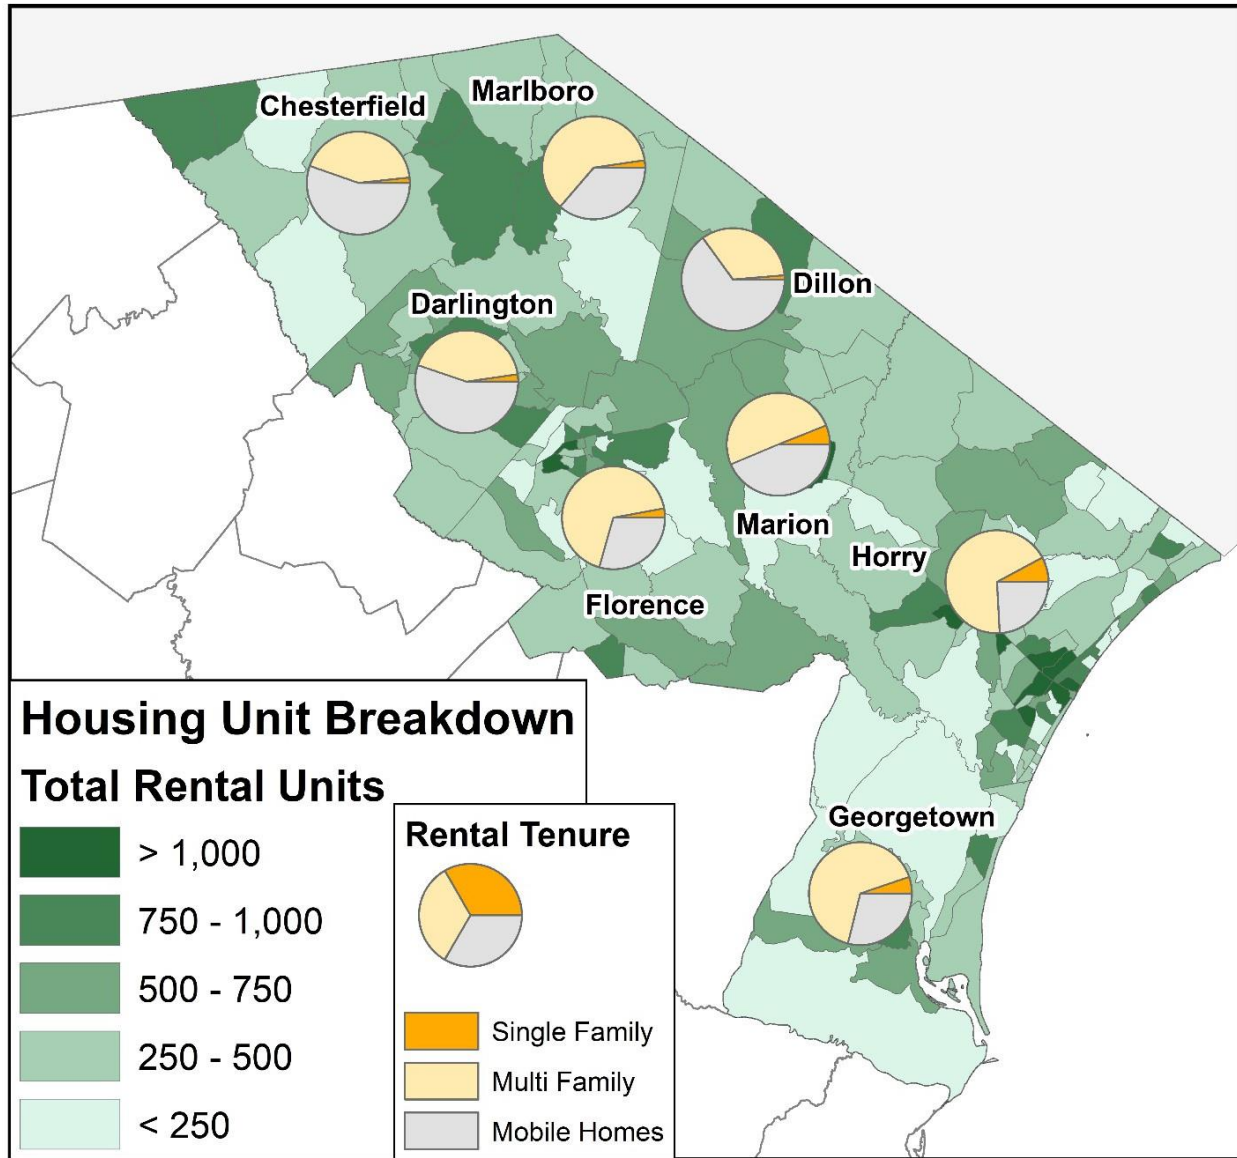 Marlboro
Chesterfield
Dillon
Darlington
Marion
Horry
Florence
Georgetown
Housing Unit Breakdown
Total Rental Units
> 1,000
750 - 1,000
500 - 750
250 - 500
< 250
Rental Tenure
Single Family
Multi Family
Mobile Homes